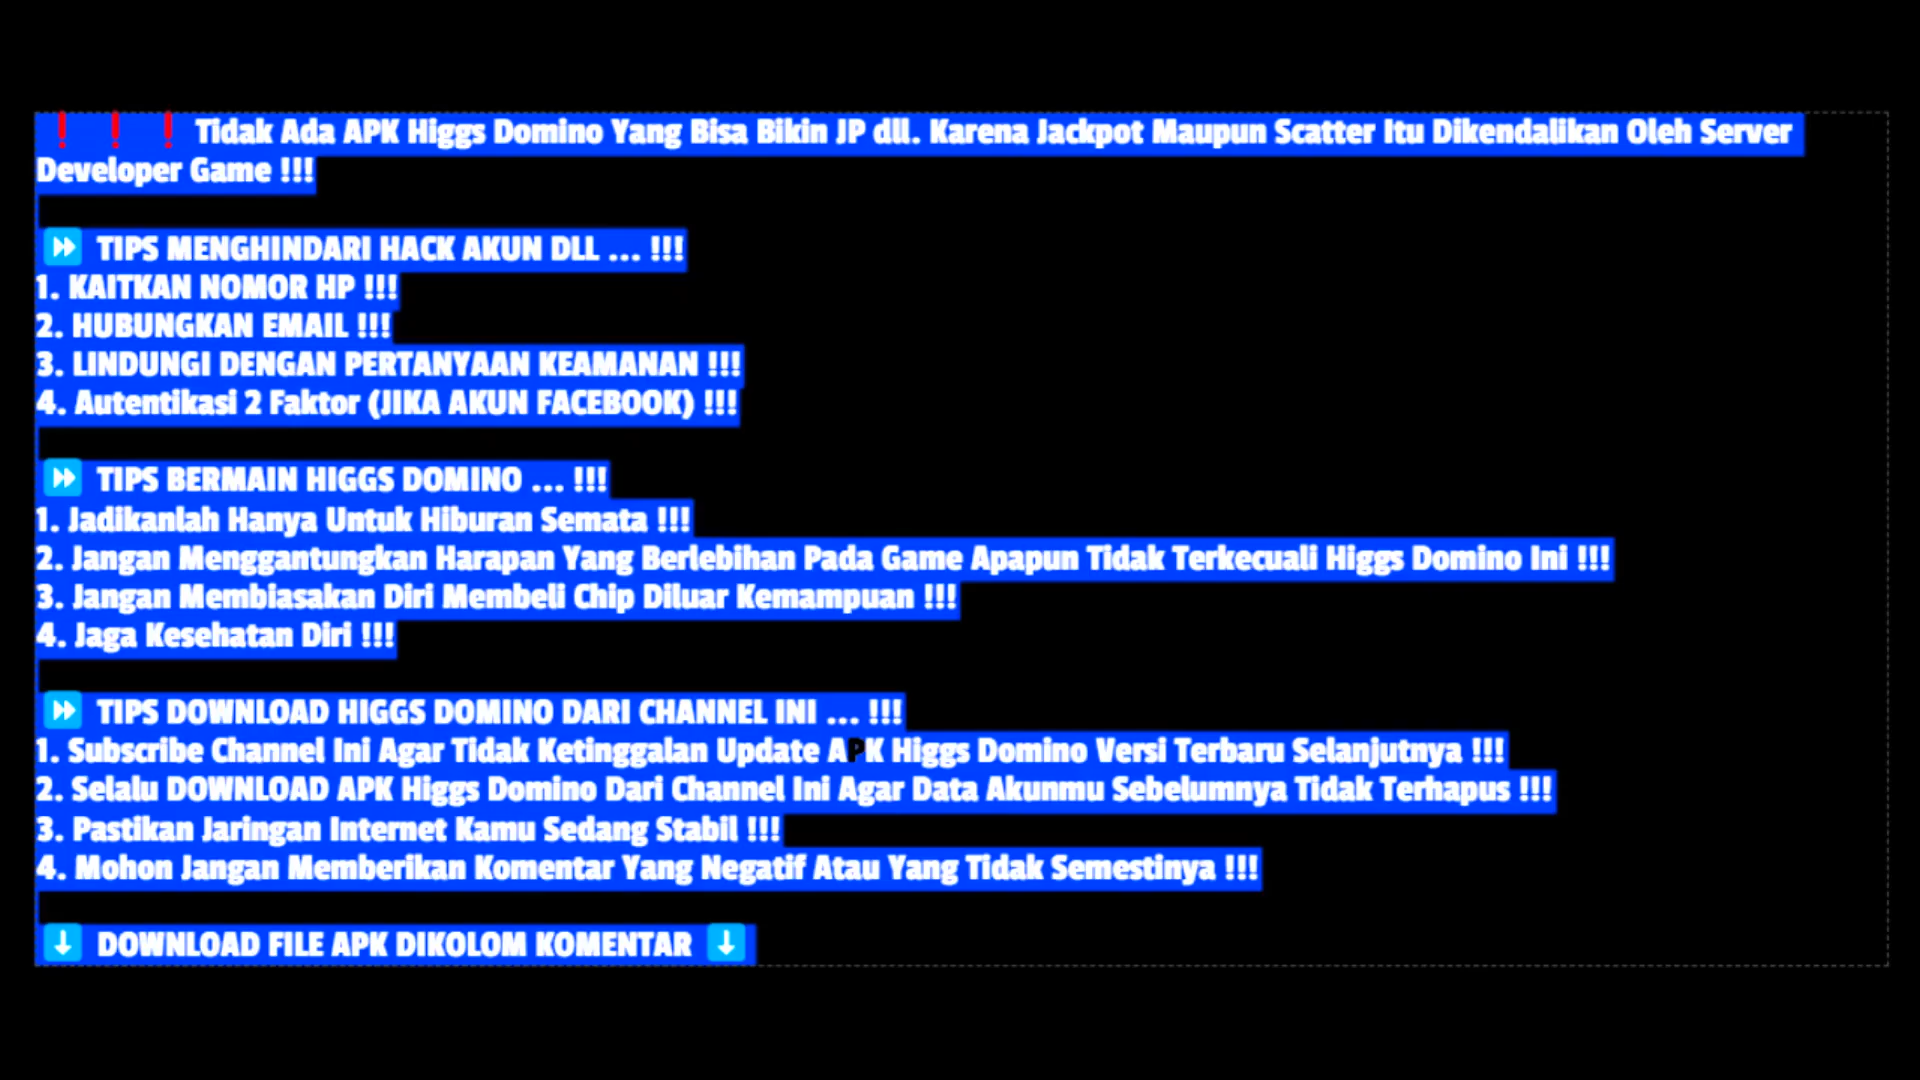 ❗ ❗ ❗ Tidak Ada APK Higgs Domino Yang Bisa Bikin JP dll. Karena Jackpot Maupun Scatter Itu Dikendalikan Oleh Server
Developer Game !!!
⏩ TIPS MENGHINDARI HACK AKUN DLL ... !!!
1. KAITKAN NOMOR HP !!!
2. HUBUNGKAN EMAIL !!!
3. LINDUNGI DENGAN PERTANYAAN KEAMANAN !!!
4. Autentikasi 2 Faktor (JIKA AKUN FACEBOOK) !!!
⏩ TIPS BERMAIN HIGGS DOMINO ... !!!
1. Jadikanlah Hanya Untuk Hiburan Semata !!!
2. Jangan Menggantungkan Harapan Yang Berlebihan Pada Game Apapun Tidak Terkecuali Higgs Domino Ini !!!
3. Jangan Membiasakan Diri Membeli Chip Diluar Kemampuan !!!
4. Jaga Kesehatan Diri !!!
⏩ TIPS DOWNLOAD HIGGS DOMINO DARI CHANNEL INI ... !!!
1. Subscribe Channel Ini Agar Tidak Ketinggalan Update APK Higgs Domino Versi Terbaru Selanjutnya !!!
2. Selalu DOWNLOAD APK Higgs Domino Dari Channel Ini Agar Data Akunmu Sebelumnya Tidak Terhapus !!!
3. Pastikan Jaringan Internet Kamu Sedang Stabil !!!
4. Mohon Jangan Memberikan Komentar Yang Negatif Atau Yang Tidak Semestinya !!!
⬇ DOWNLOAD FILE APK DIKOLOM KOMENTAR ⬇